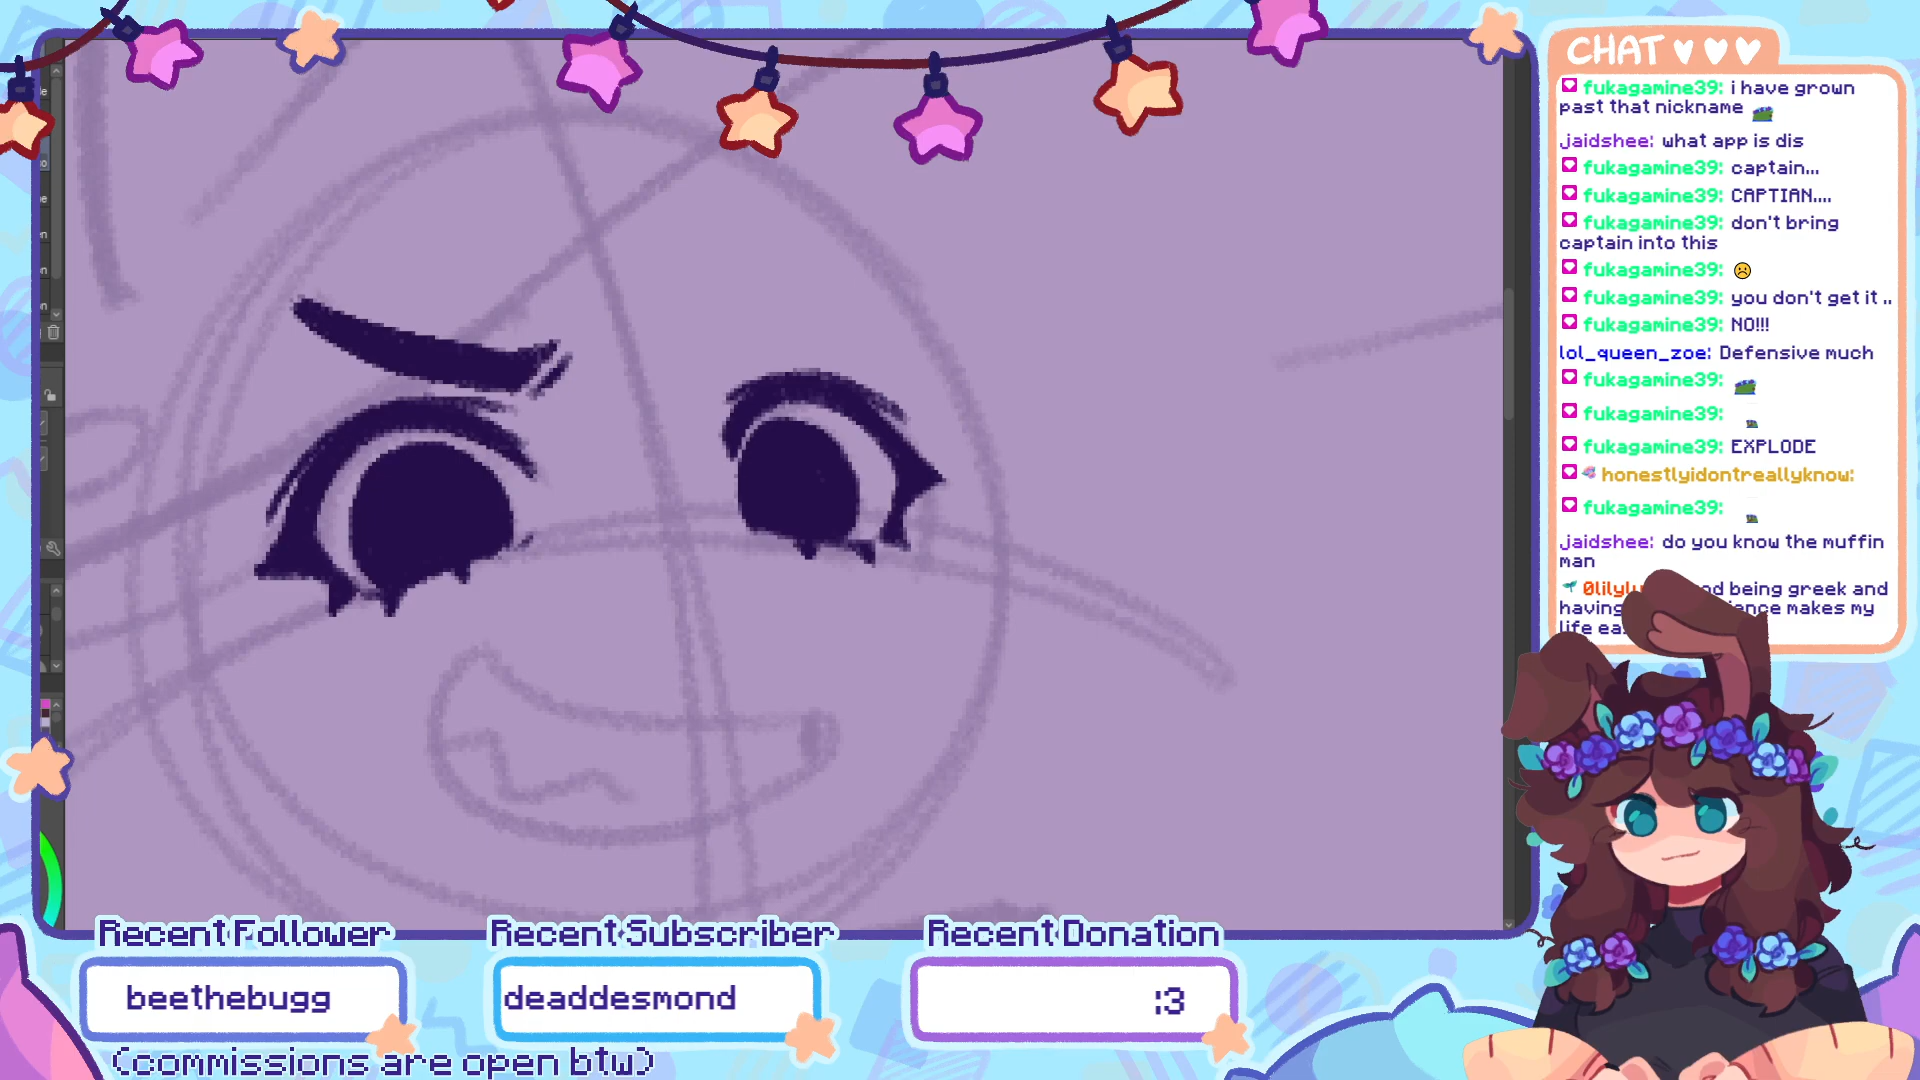 CHAT
fukagamine39: i have grown
past that nickname
jaidshee: what app is dis
fukagamine39: captain...
fukagamine39: CAPTIAN....
fukagamine39: don't bring
captain into this
fukagamine39:
fukagamine39: you don't get it ..
fukagamine39: NO!!!
lol_queen_zoe: Defensive much
fukagamine39:
fukagamine39:
fukagamine39: EXPLODE
honestlyidontreallyknow:
fukagamine39:
jaidshee: do you know the muffin
man
being greek and
having makes my
life
Recent Follower
beethebugg
Recent Subscriber
deaddesmond
Recent Donation
:3
(commissions are open btw)